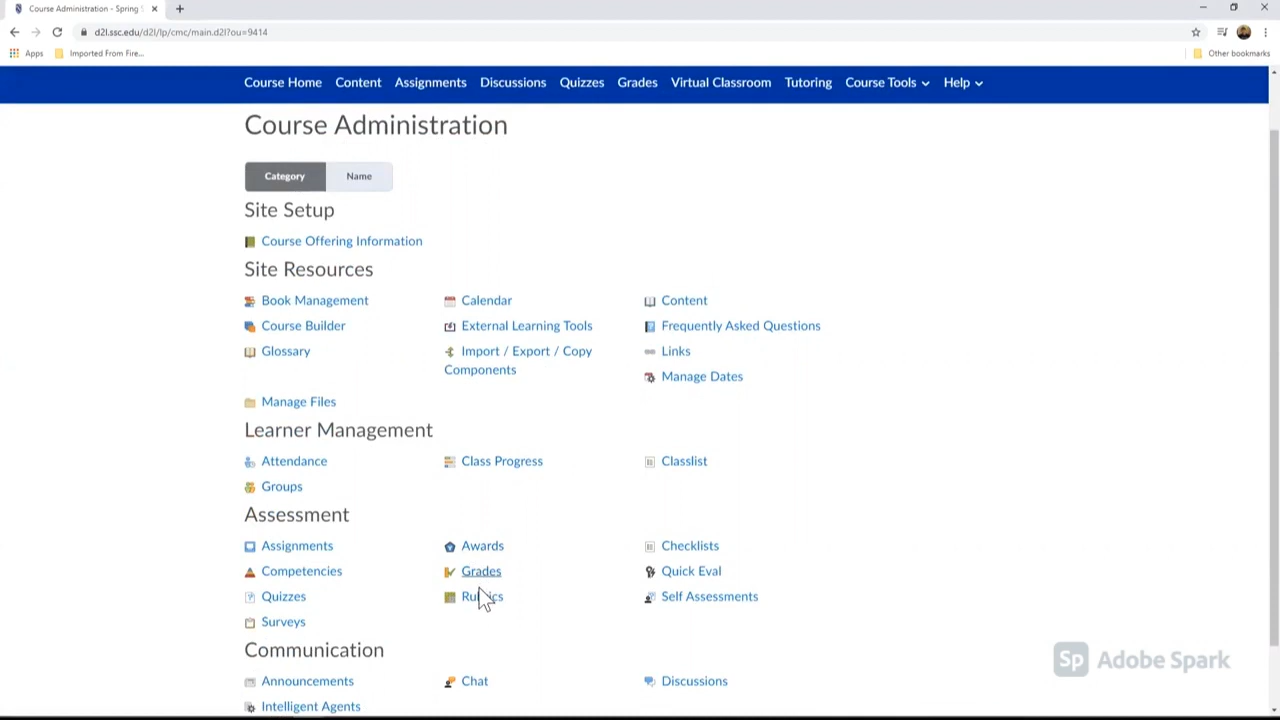 Course Administration - Spring
d2l.ssc.edu/d2l/lp/cmc/main.d2l?ou=9414
Apps Imported From Fire... Other bookmarks
Course Home Content Assignments Discussions Quizzes Grades Virtual Classroom Tutoring Course Tools Help
Course Administration
Category Name
Site Setup
Course Offering Information
Site Resources
Book Management Calendar Content
Course Builder External Learning Tools Frequently Asked Questions
Glossary Import / Export / Copy Links
Components
Manage Dates
Manage Files
Learner Management
Attendance Class Progress Classlist
Groups
Assessment
Assignments Awards Checklists
Competencies Grades Quick Eval
Quizzes Rubrics Self Assessments
Surveys
Communication
Sp Adobe Spark
Announcements Chat Discussions
Intelligent Agents